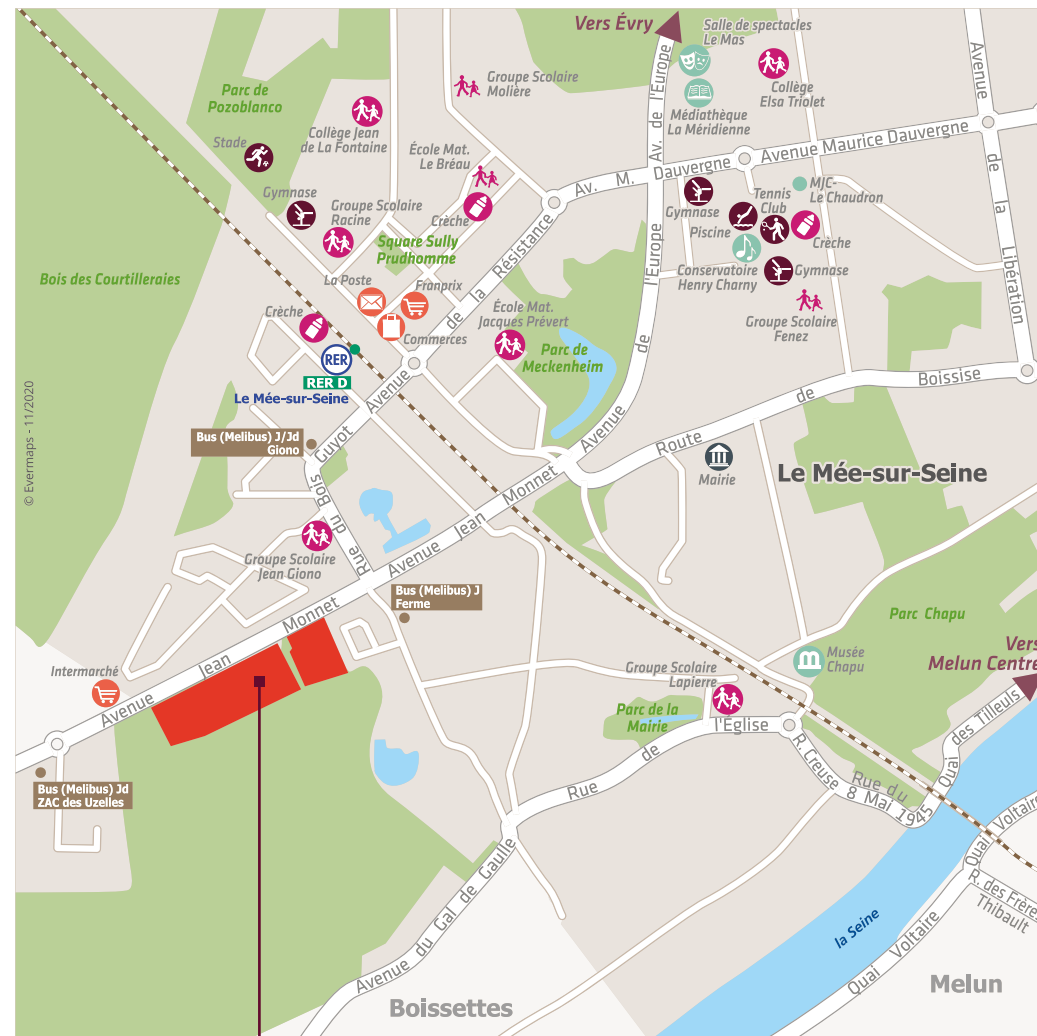 Vers Évry
Salle de spectacles
Le Mas
Collège
Elsa Triolet
Médiathèque
La Méridienne
Groupe Scolaire
Molière
Parc de
Pozoblanco
Collège Jean
de La Fontaine
Stade
École Mat.
Le Bréau
Gymnase
Groupe Scolaire
Racine
Crèche
Square Sully
Prudhomme
La Poste
Franprix
Commerces
Crèche
RER
RER D
Le Mée-sur-Seine
Bois des Courtilleraies
© Evermaps - 11/2020
Av. de l'Europe
Av. M. Dauvergne
Avenue Maurice Dauvergne
Avenue de la Libération
Gymnase
Tennis
Club
MJC-
Le Chaudron
Piscine
Crèche
Conservatoire
Henry Charny
Gymnase
Groupe Scolaire
Fenez
École Mat.
Jacques Prévert
Parc de
Meckenheim
Avenue de la Résistance
Avenue de l'Europe
Route de Boissise
Bus (Melibus) J/Jd
Giono
Rue du Bois Guyot
Mairie
Le Mée-sur-Seine
Groupe Scolaire
Jean Giono
Avenue Jean Monnet
Bus (Melibus) J
Ferme
Avenue Jean Monnet
Intermarché
Bus (Melibus) Jd
ZAC des Uzelles
Parc Chapu
Musée
Chapu
Vers
Melun Centre
Groupe Scolaire
Lapierre
Parc de la
Mairie
Rue de l'Église
R. Creuse
Rue du
8 Mai 1945
Quai des Tilleuls
Quai Voltaire
R. des Frère
Thibault
la Seine
Quai Voltaire
Avenue du Gal de Gaulle
Boissettes
Melun